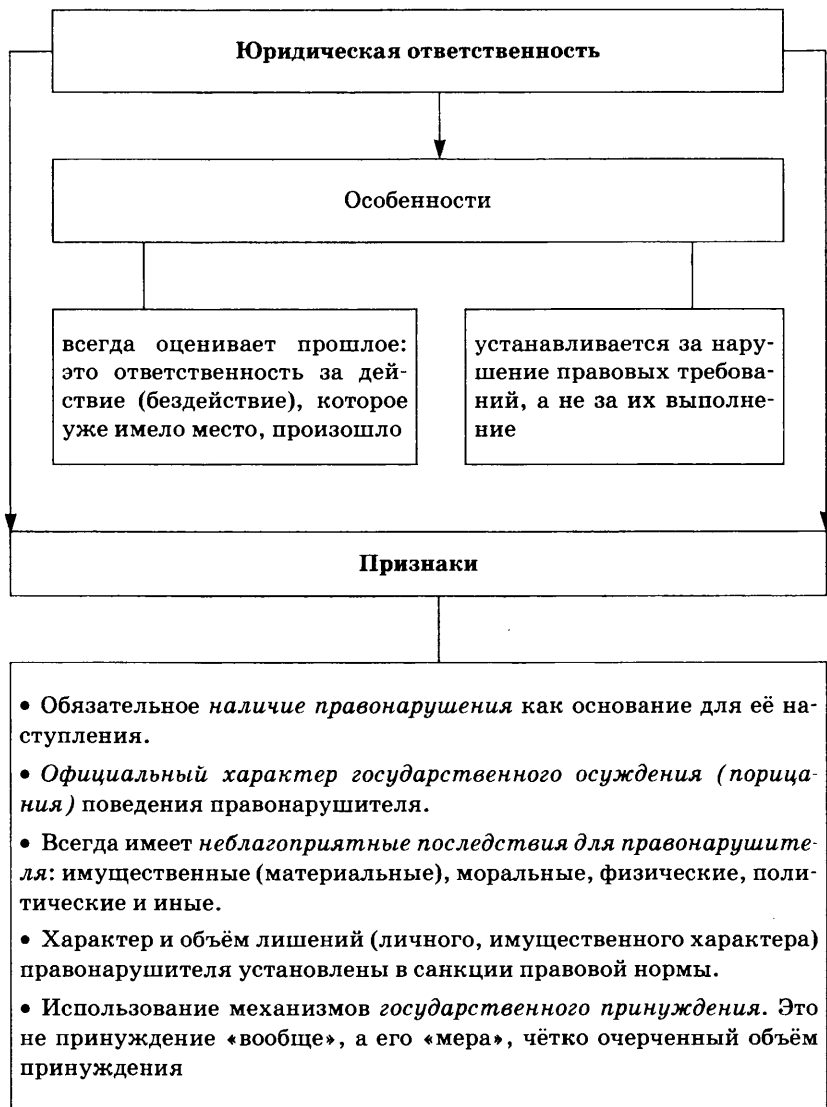 Юридическая ответственность
Особенности
всегда оценивает прошлое:
это ответственность за дей-
ствие (бездействие), которое
уже имело место, произошло
устанавливается за нару-
шение правовых требова-
ний, а не за их выполне-
ние
Признаки
• Обязательное наличие правонарушения как основание для её на-
ступления.
• Официальный характер государственного осуждения (порица-
ния) поведения правонарушителя.
• Всегда имеет неблагоприятные последствия для правонарушите-
ля: имущественные (материальные), моральные, физические, поли-
тические и иные.
• Характер и объём лишений (личного, имущественного характера)
правонарушителя установлены в санкции правовой нормы.
• Использование механизмов государственного принуждения. Это
не принуждение «вообще», а его «мера», чётко очерченный объём
принуждения